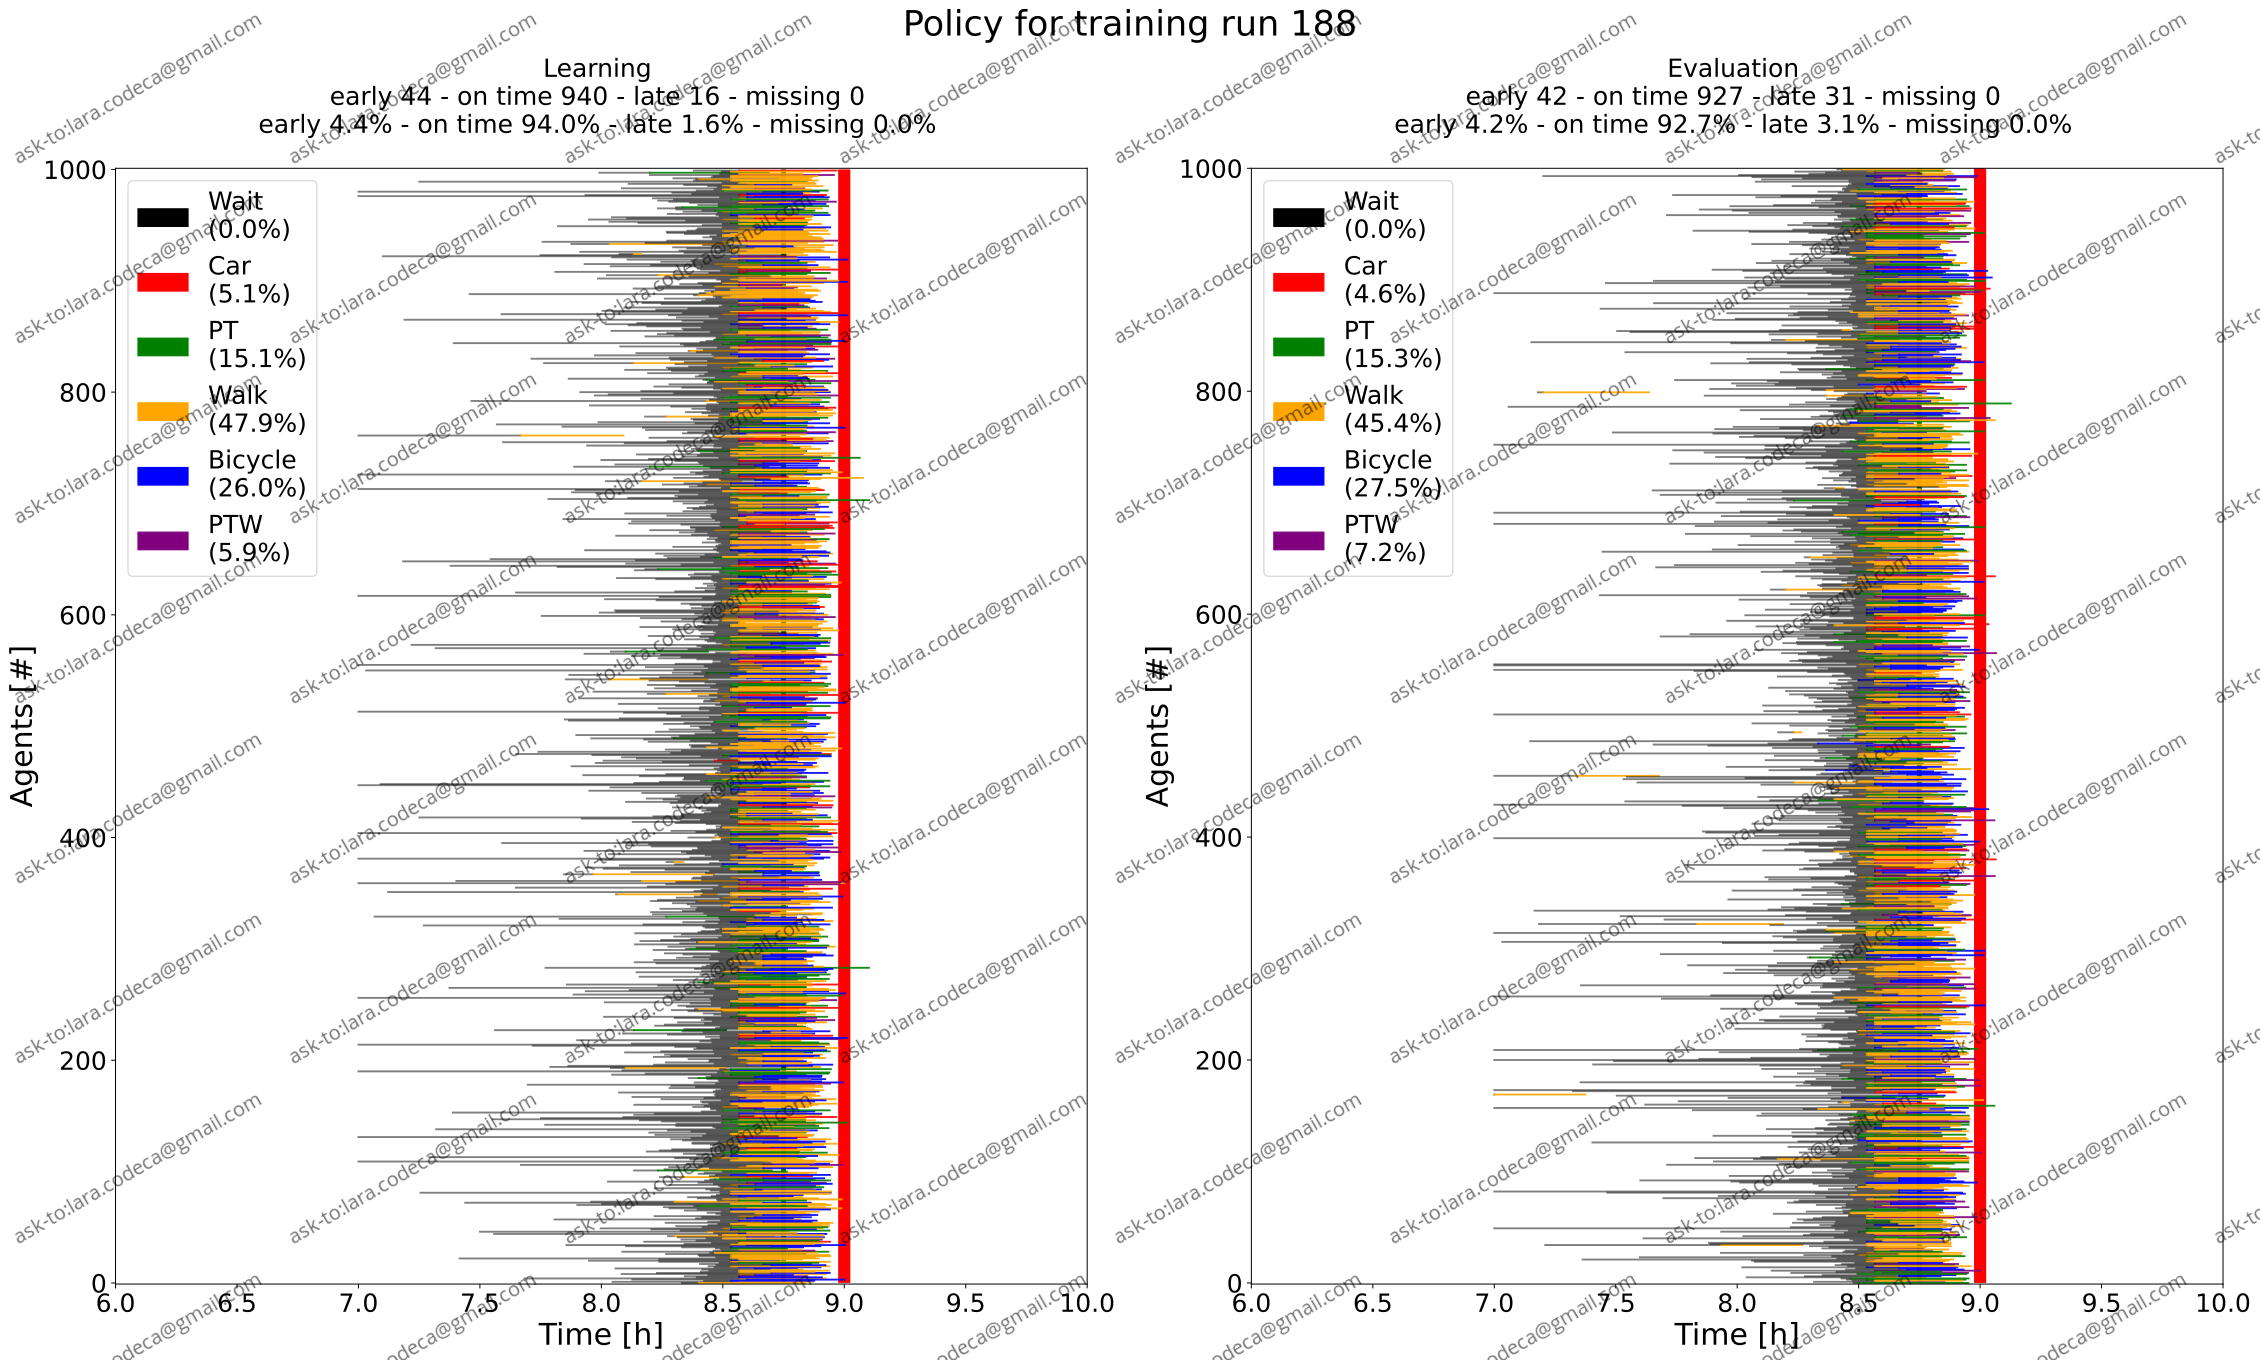 Policy for training run 188
Learning
early 44 - on time 940 - late 16 - missing 0
early 4.4% - on time 94.0% - late 1.6% - missing 0.0%
Agents [#]
1000
800
600
400
200
0
Wait
(0.0%)
Car
(5.1%)
PT
(15.1%)
Walk
(47.9%)
Bicycle
(26.0%)
PTW
(5.9%)
6.0 6.5 7.0 7.5 8.0 8.5 9.0 9.5 10.0
Time [h]
Evaluation
early 42 - on time 927 - late 31 - missing 0
early 4.2% - on time 92.7% - late 3.1% - missing 0.0%
Agents [#]
1000
800
600
400
200
0
Wait
(0.0%)
Car
(4.6%)
PT
(15.3%)
Walk
(45.4%)
Bicycle
(27.5%)
PTW
(7.2%)
6.0 6.5 7.0 7.5 8.0 8.5 9.0 9.5 10.0
Time [h]
ask-to:lara.codeca@gmail.com